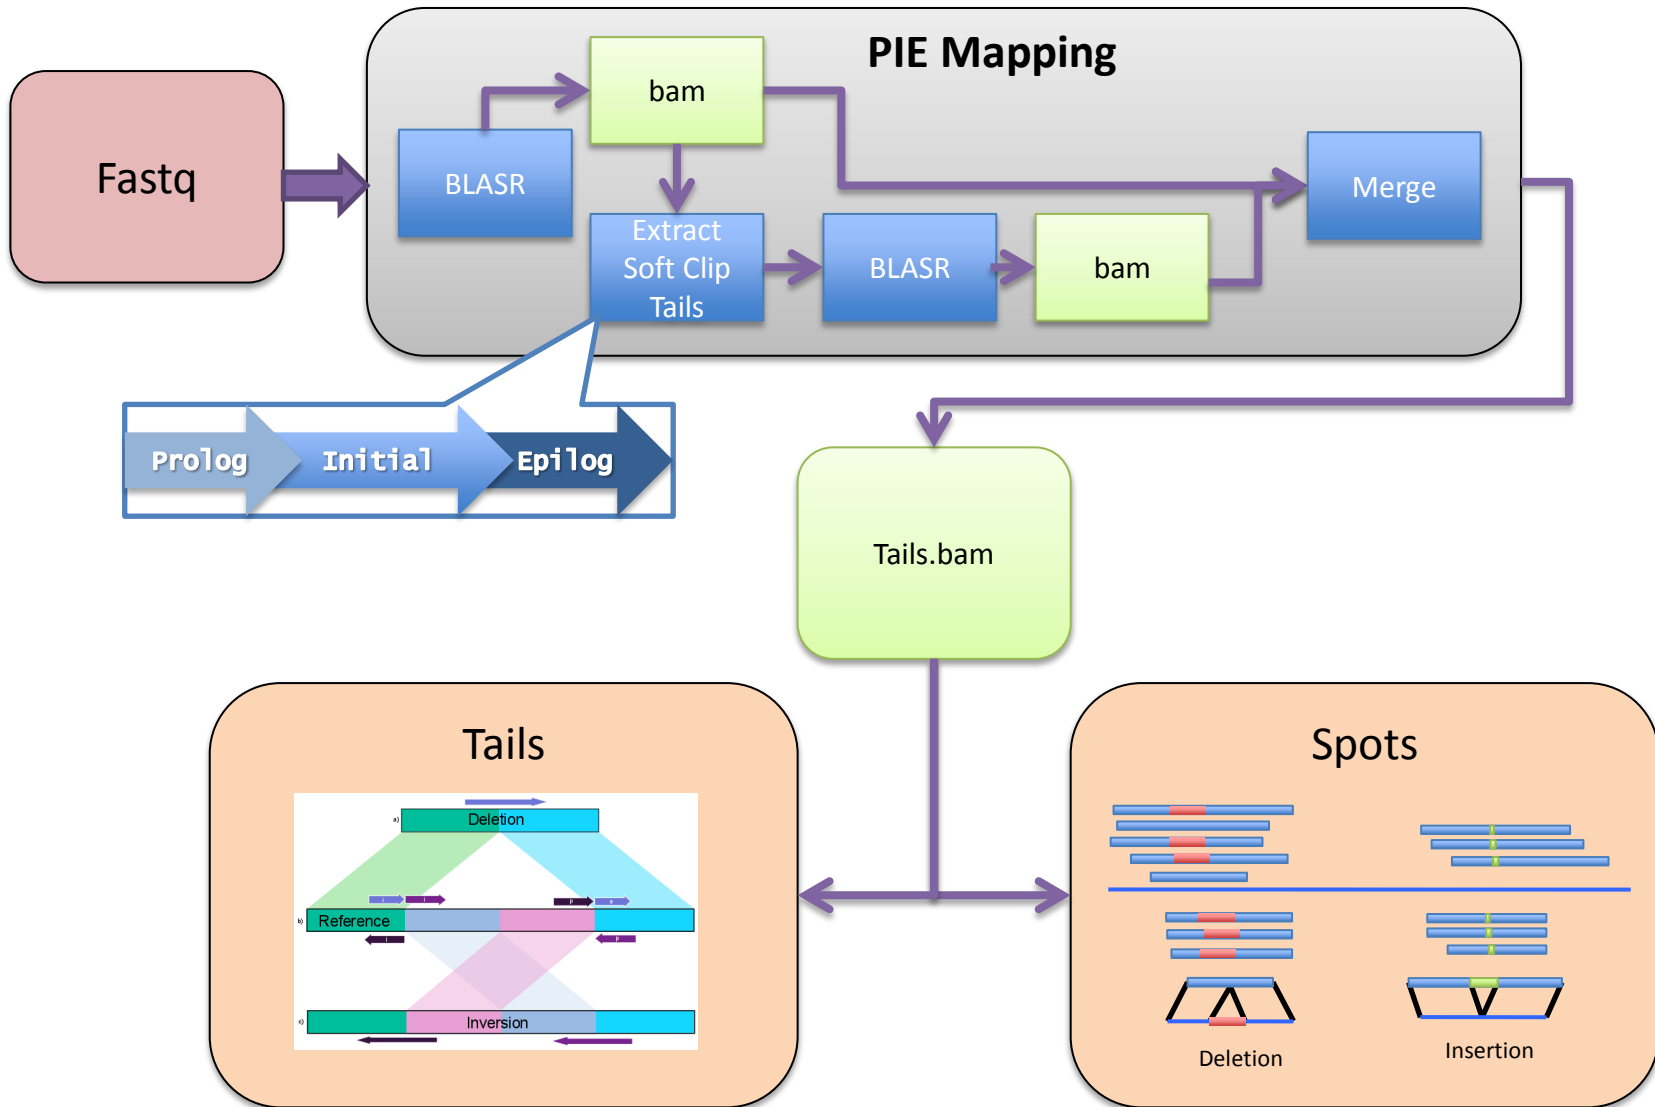 PIE Mapping
Fastq
BLASR
bam
Extract
Soft Clip
Tails
BLASR
bam
Merge
Prolog
Initial
Epilog
Tails.bam
Tails
a)
Deletion
b)
Reference
c)
Inversion
Spots
Deletion
Insertion